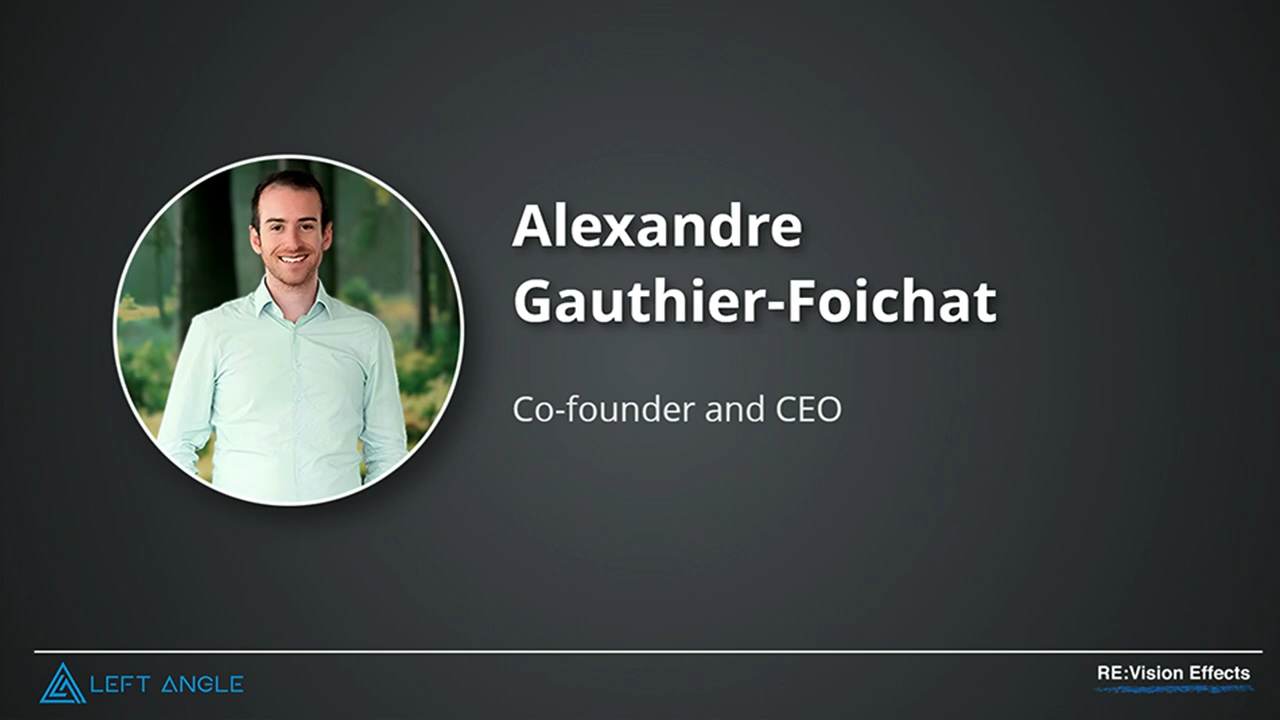 Alexandre
Gauthier-Foichat
Co-founder and CEO
LEFT ANGLE
RE:Vision Effects